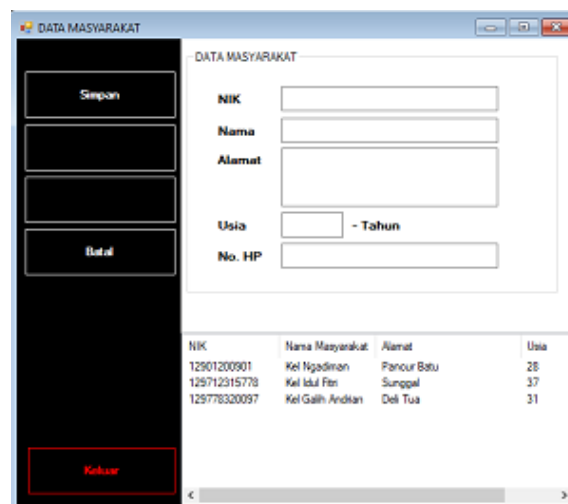 DATA MASYARAKAT
Simpan
Batal
Keluar
DATA MASYARAKAT
NIK
Nama
Alamat
Usia - Tahun
No. HP
NIK Nama Masyarakat Alamat Usia
12901200901 Kel Ngadiman Pancur Batu 28
129712315778 Kel Idul Fitri Sunggal 37
129778320097 Kel Galih Andrian Deli Tua 31